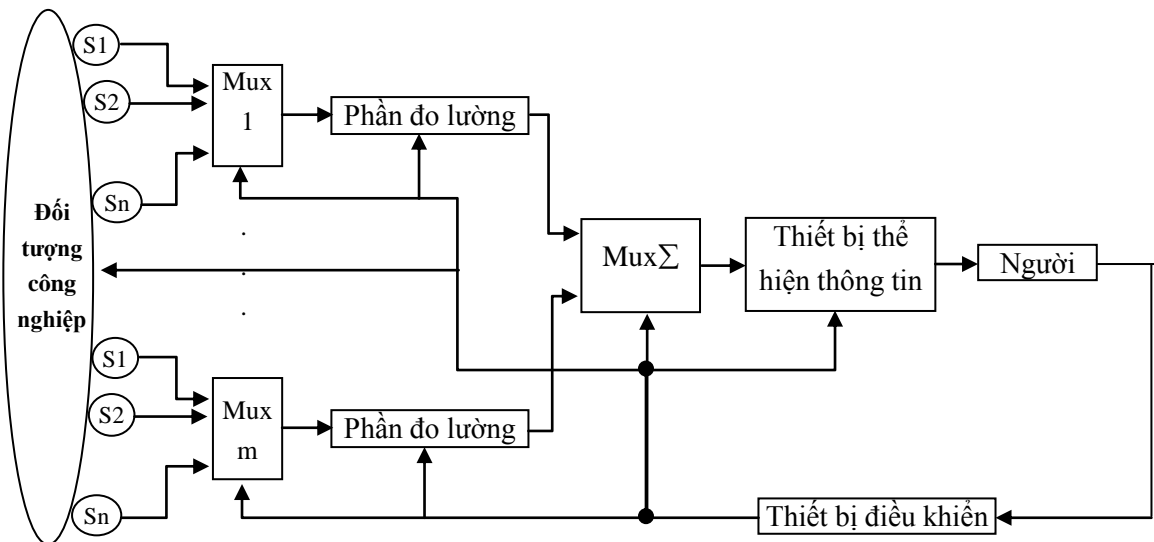 S1
S2
Sn
Mux
1
Phần đo lường
Đối
tượng
công
nghiệp
.
.
.
Mux∑
Thiết bị thể
hiện thông tin
Người
S1
S2
Sn
Mux
m
Phần đo lường
Thiết bị điều khiển